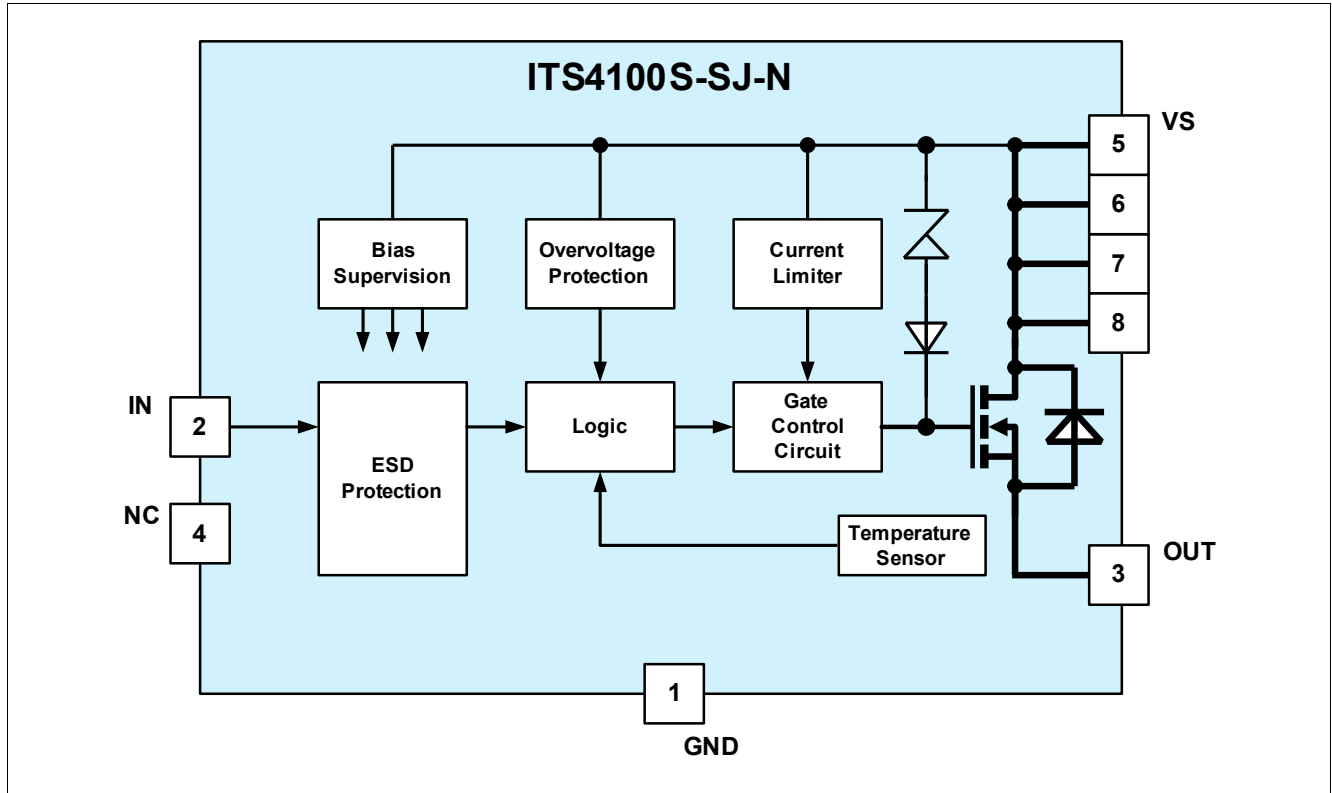 ITS4100S-SJ-N
VS
5
6
7
8
Bias
Supervision
Overvoltage
Protection
Current
Limiter
IN
2
NC
4
ESD
Protection
Logic
Gate
Control
Circuit
Temperature
Sensor
OUT
3
1
GND